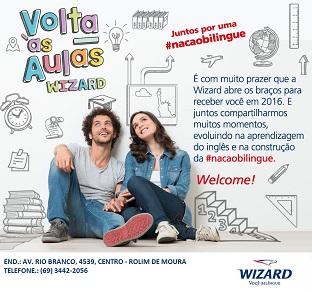 Volta
às
Aulas
WIZARD
Juntos por uma
#nacaobilingue
É com muito prazer que a
Wizard abre os braços para
receber você em 2016. E
juntos compartilharmos
muitos momentos,
evoluindo na aprendizagem
do inglês e na construção
da #nacaobilingue.
Welcome!
END.: AV. RIO BRANCO, 4539, CENTRO - ROLIM DE MOURA
TELEFONE.: (69) 3442-2056
WIZARD
Você bilíngue